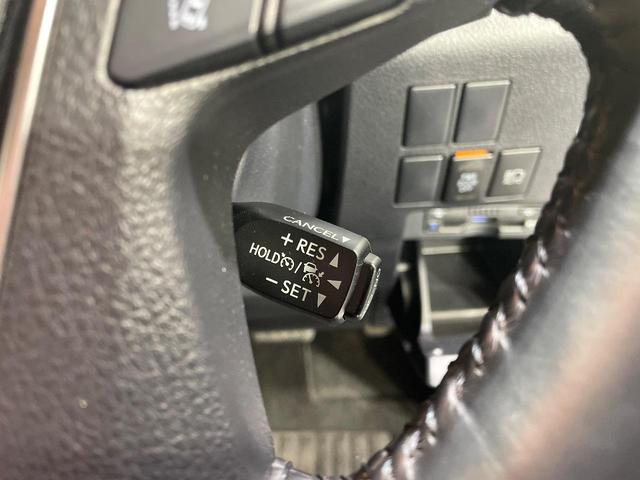 CANCEL▼
+ RES ▲
HOLD /
− SET ▼